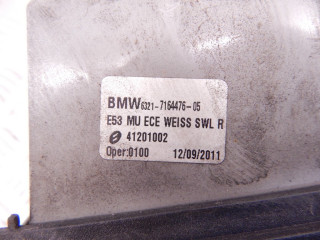 BMW 6321-7164476-05
E53 MU ECE WEISS SWL R
41201002
Oper:0100 12/09/2011